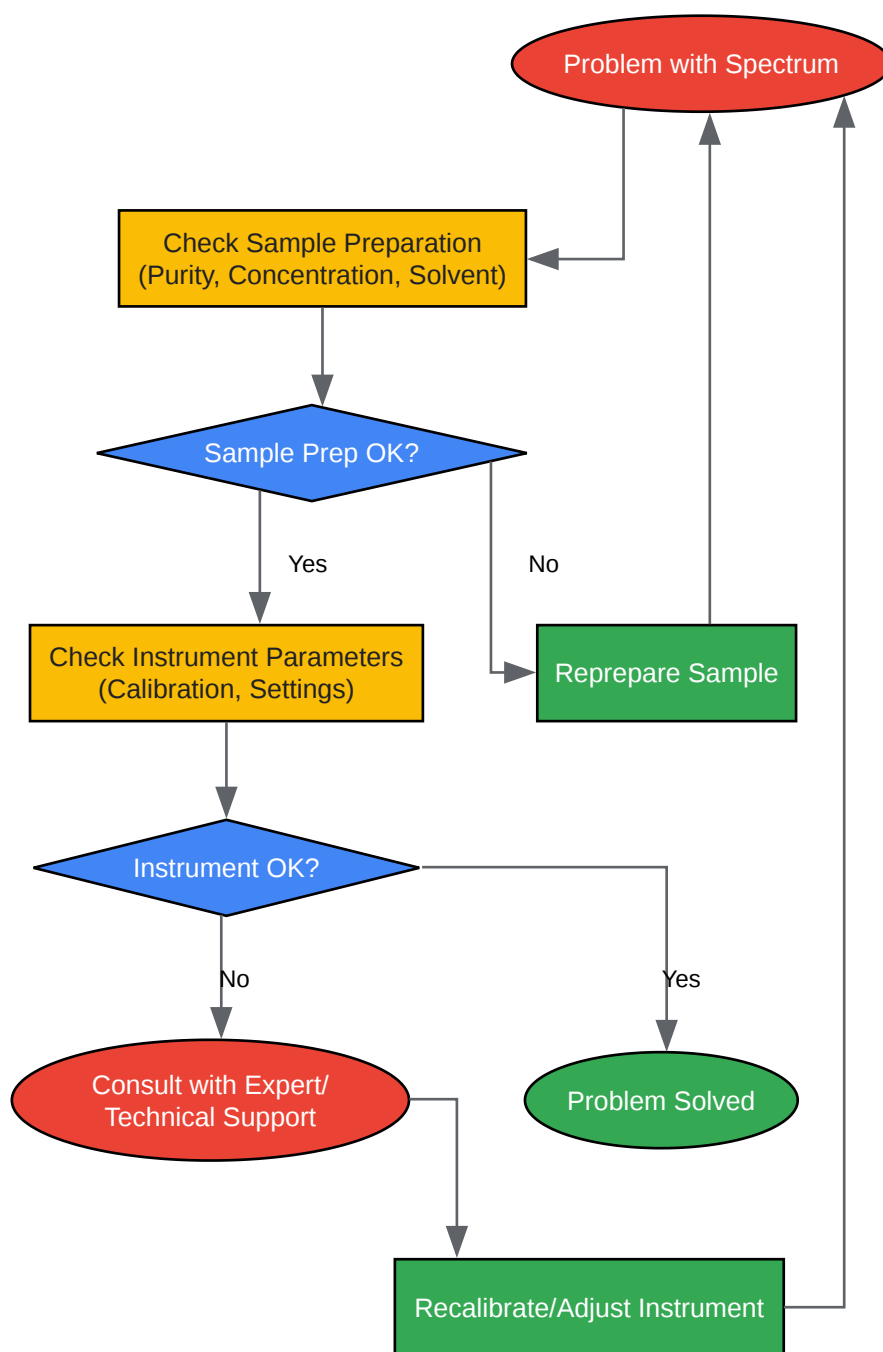 Problem with Spectrum
Check Sample Preparation
(Purity, Concentration, Solvent)
Sample Prep OK?
Yes
No
Check Instrument Parameters
(Calibration, Settings)
Reprepare Sample
Instrument OK?
No
Yes
Consult with Expert/
Technical Support
Problem Solved
Recalibrate/Adjust Instrument